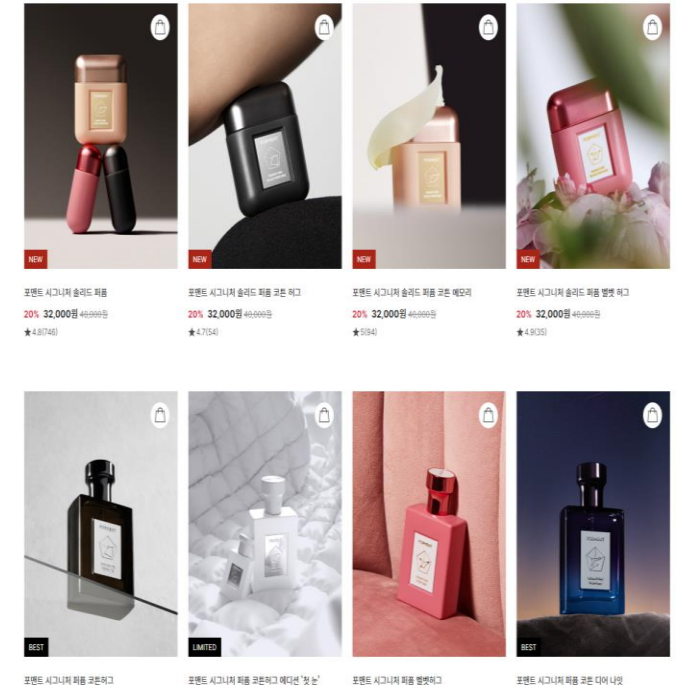 NEW
NEW
NEW
NEW
포맨트 시그니처 솔리드 퍼퓸
포맨트 시그니처 솔리드 퍼퓸 코튼 허그
포맨트 시그니처 솔리드 퍼퓸 코튼 메모리
포맨트 시그니처 솔리드 퍼퓸 벨벳 허그
20% 32,000원 40,000원
20% 32,000원 40,000원
20% 32,000원 40,000원
20% 32,000원 40,000원
★4.8(746)
★4.7(54)
★5(94)
★4.9(35)
BEST
LIMITED
BEST
포맨트 시그니처 퍼퓸 코튼허그
포맨트 시그니처 퍼퓸 코튼허그 에디션 '첫 눈'
포맨트 시그니처 퍼퓸 벨벳허그
포맨트 시그니처 퍼퓸 코튼 디어 나잇